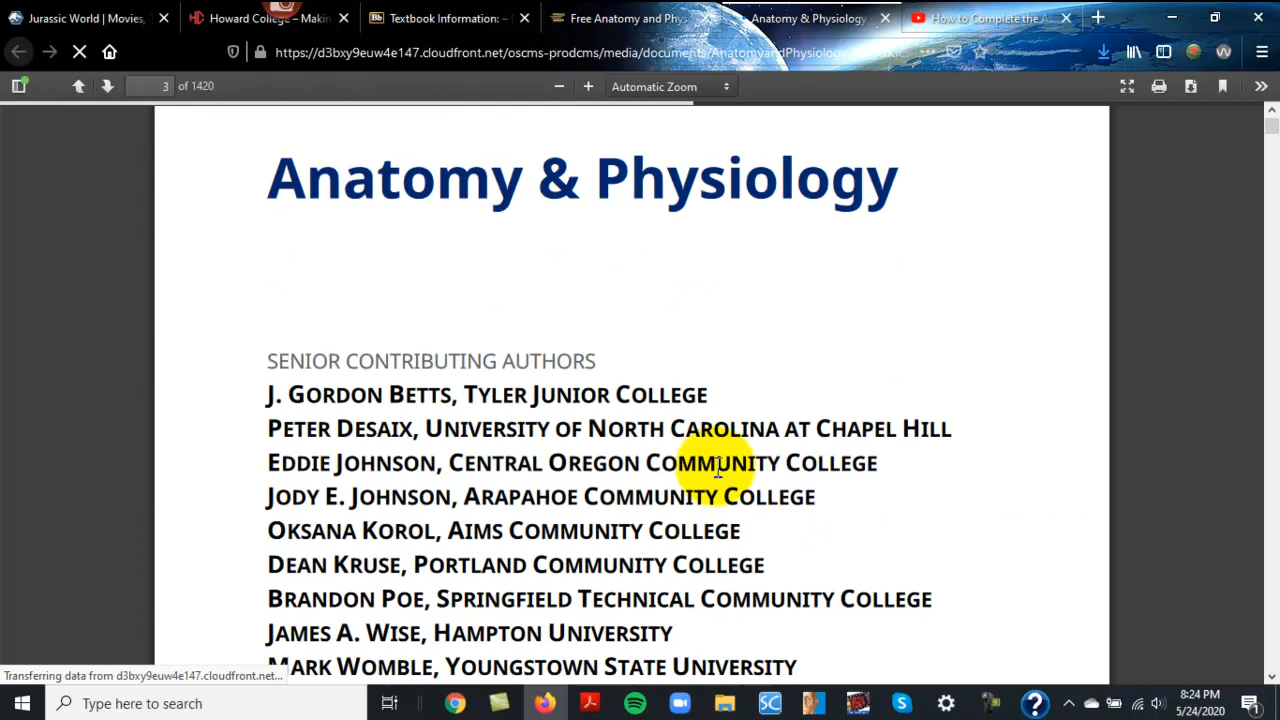 Jurassic World | Movies,
Howard College – Makin
Textbook Information: –
Free Anatomy and Phys
Anatomy & Physiology
How to Complete the A
https://d3bxy9euw4e147.cloudfront.net/oscms-prodcms/media/documents/AnatomyandPhysiology
3 of 1420
Automatic Zoom
Anatomy & Physiology
SENIOR CONTRIBUTING AUTHORS
J. GORDON BETTS, TYLER JUNIOR COLLEGE
PETER DESAIX, UNIVERSITY OF NORTH CAROLINA AT CHAPEL HILL
EDDIE JOHNSON, CENTRAL OREGON COMMUNITY COLLEGE
JODY E. JOHNSON, ARAPAHOE COMMUNITY COLLEGE
OKSANA KOROL, AIMS COMMUNITY COLLEGE
DEAN KRUSE, PORTLAND COMMUNITY COLLEGE
BRANDON POE, SPRINGFIELD TECHNICAL COMMUNITY COLLEGE
JAMES A. WISE, HAMPTON UNIVERSITY
MARK WOMBLE, YOUNGSTOWN STATE UNIVERSITY
Transferring data from d3bxy9euw4e147.cloudfront.net...
Type here to search
8:24 PM
5/24/2020